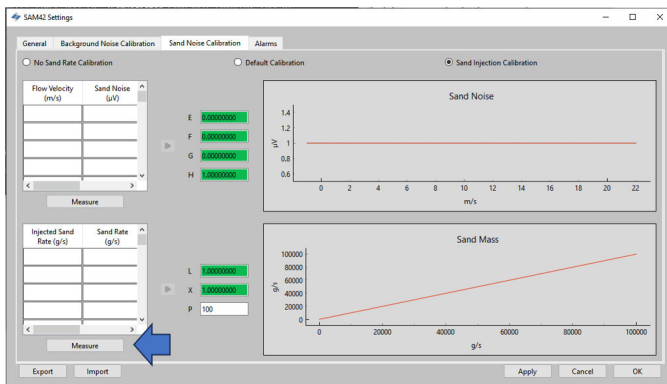 SAM42 Settings
General Background Noise Calibration Sand Noise Calibration Alarms
No Sand Rate Calibration Default Calibration Sand Injection Calibration
Flow Velocity (m/s) Sand Noise (µV)
E 0.00000000
F 0.00000000
G 0.00000000
H 1.00000000
Measure
Sand Noise
µV
1.4
1.2
1
0.8
0.6
0 2 4 6 8 10 12 14 16 18 20 22
m/s
Injected Sand Rate (g/s) Sand Rate (g/s)
L 1.00000000
X 1.00000000
P 100
Measure
Sand Mass
g/s
100000
80000
60000
40000
20000
0
0 20000 40000 60000 80000 100000
g/s
Export Import Apply Cancel OK